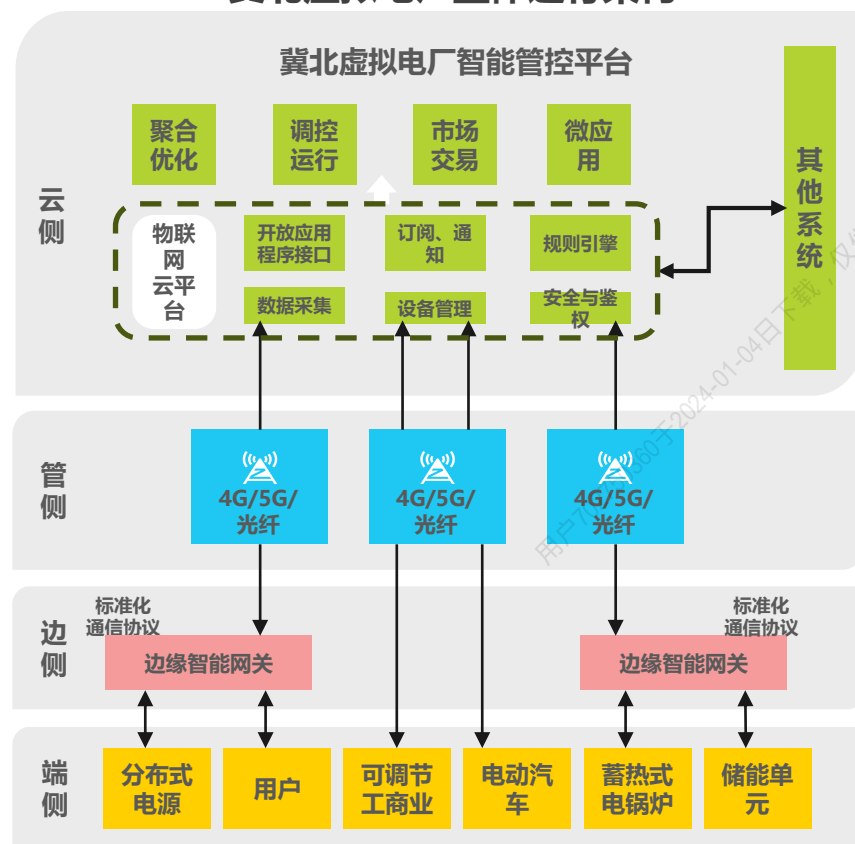 冀北虚拟电厂智能管控平台
聚合
优化
调控
运行
市场
交易
微应
用
其
他
系
统
云
侧
物联
网
云平
台
开放应用
程序接口
订阅、通
知
规则引擎
数据采集
设备管理
安全与鉴
权
管
侧
4G/5G/
光纤
4G/5G/
光纤
4G/5G/
光纤
边
侧
标准化
通信协议
标准化
通信协议
边缘智能网关
边缘智能网关
端
侧
分布式
电源
用户
可调节
工商业
电动汽
车
蓄热式
电锅炉
储能单
元